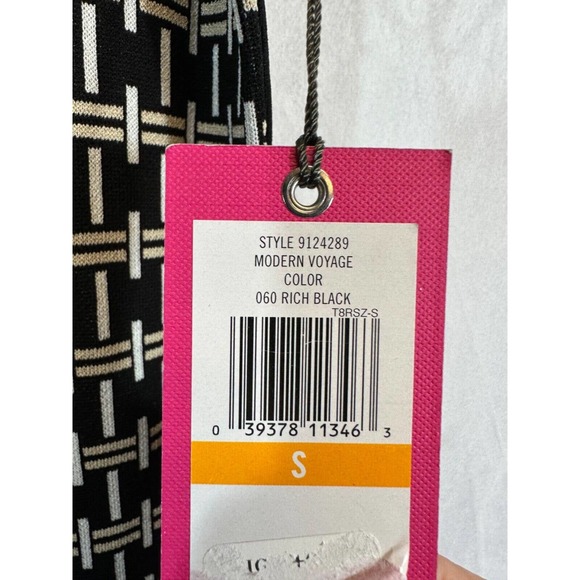 STYLE 9124289
MODERN VOYAGE
COLOR
060 RICH BLACK
T8RSZ-S
0 39378 11346 3
S